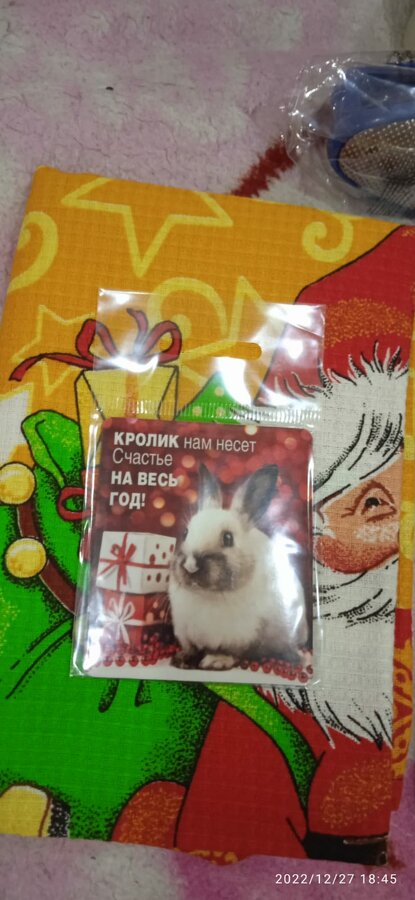 КРОЛИК нам несет
Счастье
НА ВЕСЬ
ГОД!
2022/12/27 18:45